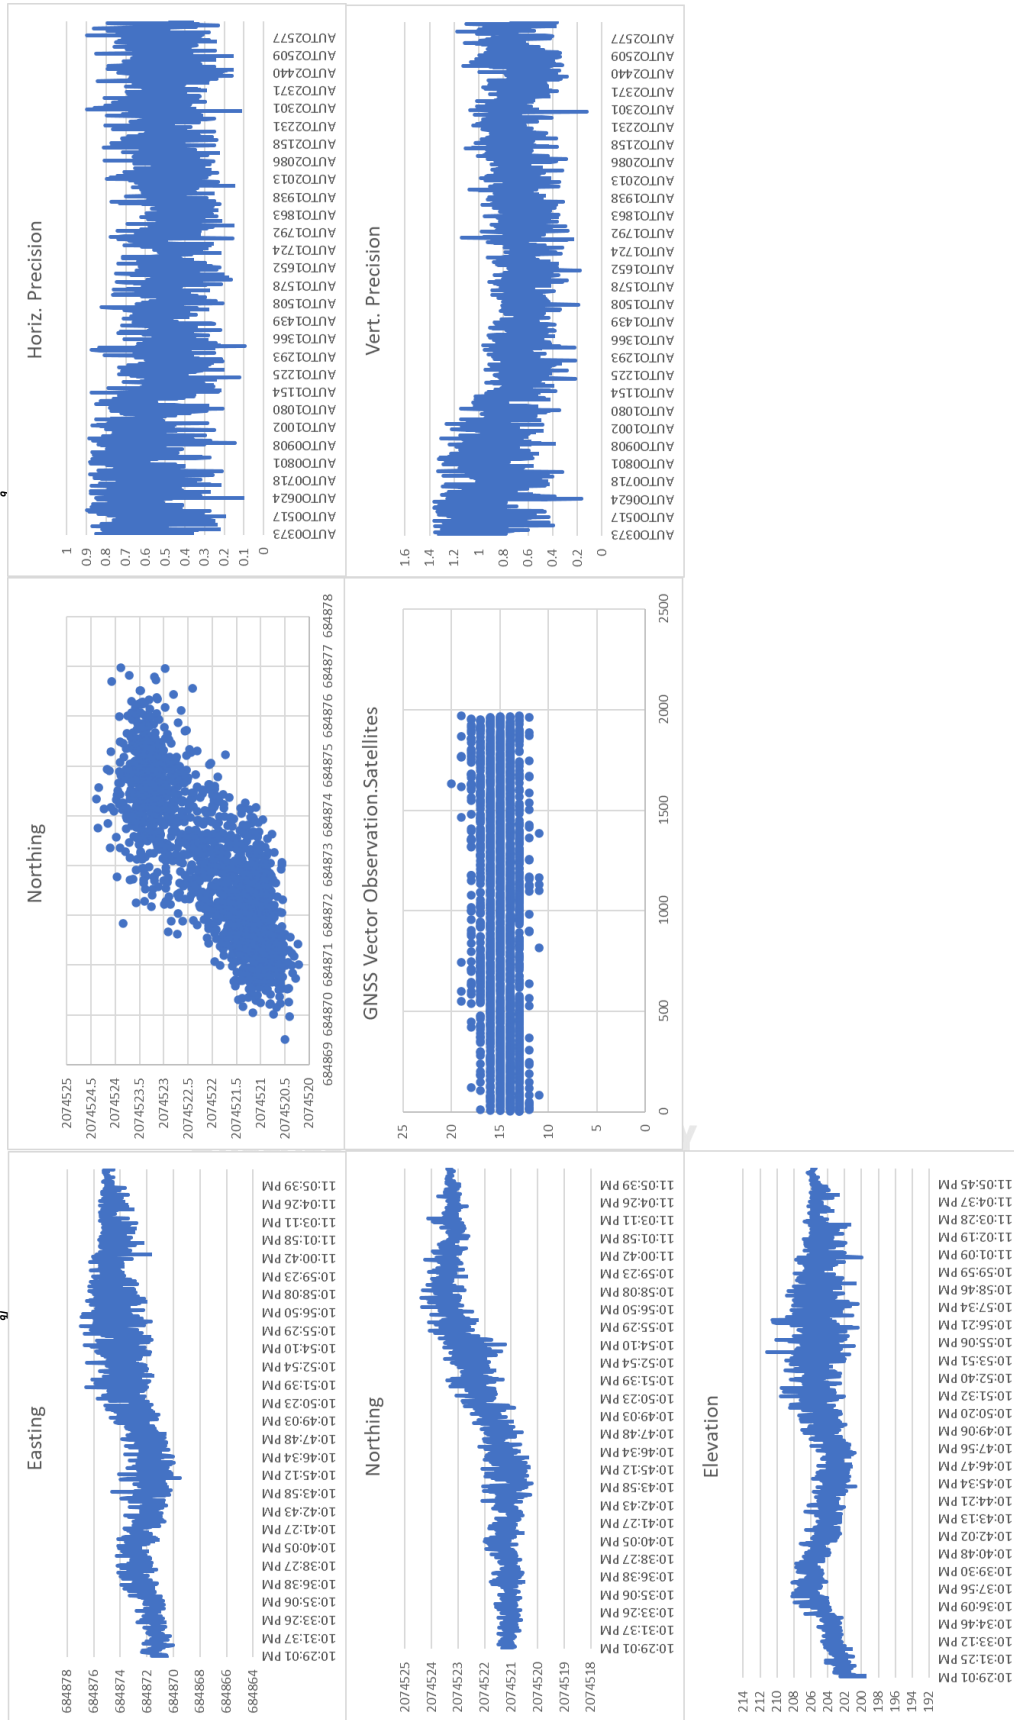 Easting
684878
684876
684874
684872
684870
684868
684866
684864
10:29:01 PM
10:31:37 PM
10:33:26 PM
10:35:06 PM
10:36:38 PM
10:38:27 PM
10:40:05 PM
10:41:27 PM
10:42:43 PM
10:43:58 PM
10:45:12 PM
10:46:34 PM
10:47:48 PM
10:49:03 PM
10:50:23 PM
10:51:39 PM
10:52:54 PM
10:54:10 PM
10:55:29 PM
10:56:50 PM
10:58:08 PM
10:59:23 PM
11:00:42 PM
11:01:58 PM
11:03:11 PM
11:04:26 PM
11:05:39 PM
Northing
2074525
2074524.5
2074524
2074523.5
2074523
2074522.5
2074522
2074521.5
2074521
2074520.5
2074520
684869 684870 684871 684872 684873 684874 684875 684876 684877 684878
Horiz. Precision
1
0.9
0.8
0.7
0.6
0.5
0.4
0.3
0.2
0.1
0
AUTO0373
AUTO0517
AUTO0624
AUTO0718
AUTO0801
AUTO0908
AUTO1002
AUTO1080
AUTO1154
AUTO1225
AUTO1293
AUTO1366
AUTO1439
AUTO1508
AUTO1578
AUTO1652
AUTO1724
AUTO1792
AUTO1863
AUTO1938
AUTO2013
AUTO2086
AUTO2158
AUTO2231
AUTO2301
AUTO2371
AUTO2440
AUTO2509
AUTO2577
Northing
2074525
2074524
2074523
2074522
2074521
2074520
2074519
2074518
10:29:01 PM
10:31:37 PM
10:33:26 PM
10:35:06 PM
10:36:38 PM
10:38:27 PM
10:40:05 PM
10:41:27 PM
10:42:43 PM
10:43:58 PM
10:45:12 PM
10:46:34 PM
10:47:48 PM
10:49:03 PM
10:50:23 PM
10:51:39 PM
10:52:54 PM
10:54:10 PM
10:55:29 PM
10:56:50 PM
10:58:08 PM
10:59:23 PM
11:00:42 PM
11:01:58 PM
11:03:11 PM
11:04:26 PM
11:05:39 PM
GNSS Vector Observation.Satellites
25
20
15
10
5
0
0 500 1000 1500 2000 2500
Vert. Precision
1.6
1.4
1.2
1
0.8
0.6
0.4
0.2
0
AUTO0373
AUTO0517
AUTO0624
AUTO0718
AUTO0801
AUTO0908
AUTO1002
AUTO1080
AUTO1154
AUTO1225
AUTO1293
AUTO1366
AUTO1439
AUTO1508
AUTO1578
AUTO1652
AUTO1724
AUTO1792
AUTO1863
AUTO1938
AUTO2013
AUTO2086
AUTO2158
AUTO2231
AUTO2301
AUTO2371
AUTO2440
AUTO2509
AUTO2577
Elevation
214
212
210
208
206
204
202
200
198
196
194
192
10:29:01 PM
10:31:25 PM
10:33:12 PM
10:34:46 PM
10:36:09 PM
10:37:56 PM
10:39:30 PM
10:40:48 PM
10:42:02 PM
10:43:13 PM
10:44:21 PM
10:45:34 PM
10:46:47 PM
10:47:56 PM
10:49:06 PM
10:50:20 PM
10:51:32 PM
10:52:40 PM
10:53:51 PM
10:55:06 PM
10:56:21 PM
10:57:34 PM
10:58:46 PM
10:59:59 PM
11:01:09 PM
11:02:19 PM
11:03:28 PM
11:04:37 PM
11:05:45 PM